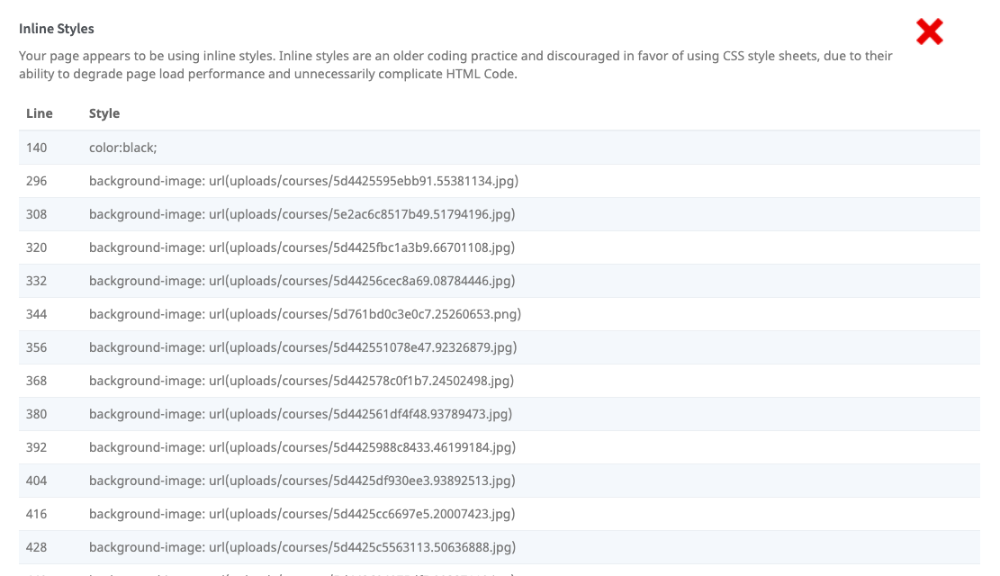 Inline Styles
Your page appears to be using inline styles. Inline styles are an older coding practice and discouraged in favor of using CSS style sheets, due to their
ability to degrade page load performance and unnecessarily complicate HTML Code.
Line Style
140 color:black;
296 background-image: url(uploads/courses/5d4425595ebb91.55381134.jpg)
308 background-image: url(uploads/courses/5e2ac6c8517b49.51794196.jpg)
320 background-image: url(uploads/courses/5d4425fbc1a3b9.66701108.jpg)
332 background-image: url(uploads/courses/5d44256cec8a69.08784446.jpg)
344 background-image: url(uploads/courses/5d761bd0c3e0c7.25260653.png)
356 background-image: url(uploads/courses/5d442551078e47.92326879.jpg)
368 background-image: url(uploads/courses/5d442578c0f1b7.24502498.jpg)
380 background-image: url(uploads/courses/5d442561df4f48.93789473.jpg)
392 background-image: url(uploads/courses/5d4425988c8433.46199184.jpg)
404 background-image: url(uploads/courses/5d4425df930ee3.93892513.jpg)
416 background-image: url(uploads/courses/5d4425cc6697e5.20007423.jpg)
428 background-image: url(uploads/courses/5d4425c5563113.50636888.jpg)